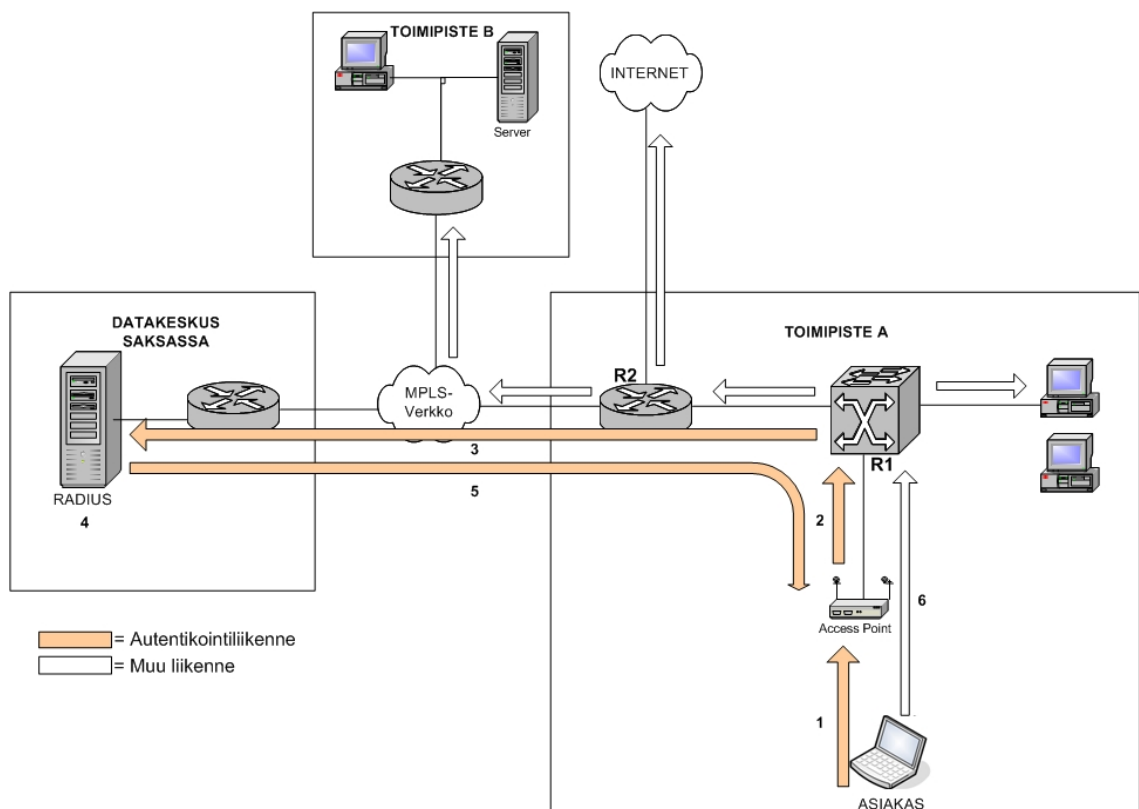 TOIMIPISTE B
Server
INTERNET
DATAKESKUS
SAKSASSA
TOIMIPISTE A
R2
MPLS-
Verkko
R1
3
RADIUS
4
5
2
6
Access Point
= Autentikointiliikenne
= Muu liikenne
1
ASIAKAS